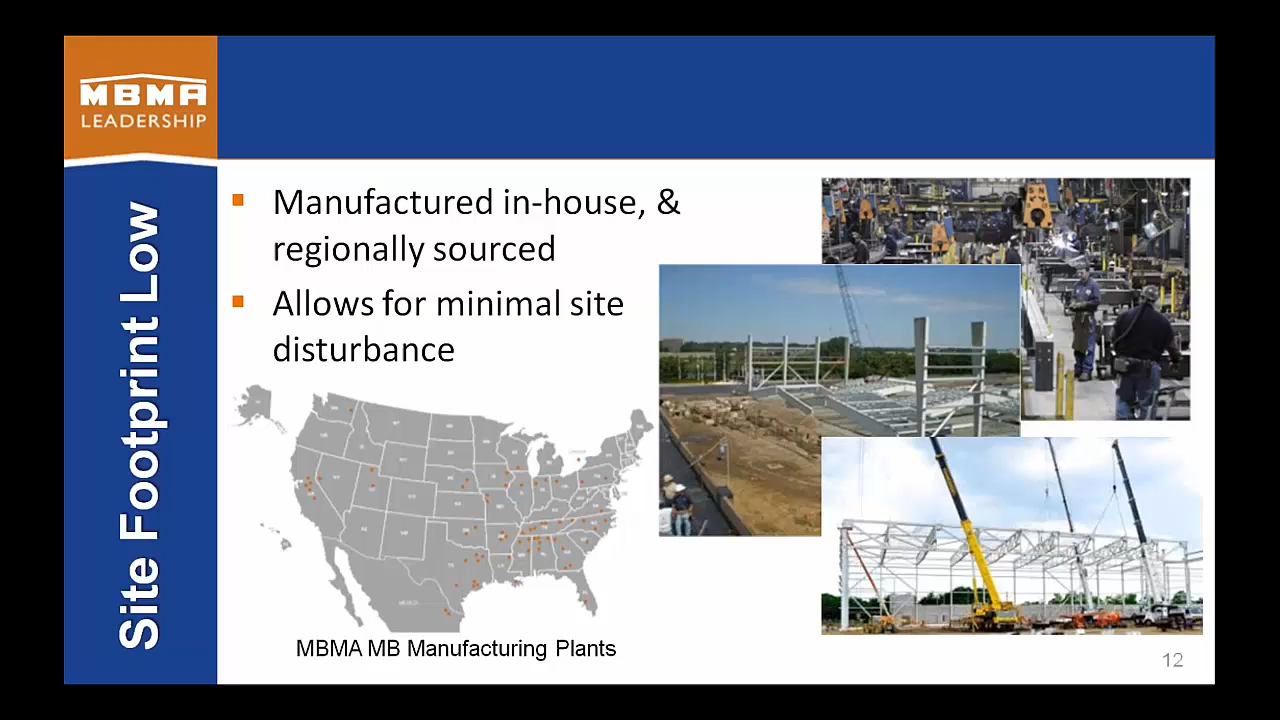 MBMA
LEADERSHIP
Site Footprint Low
Manufactured in-house, &
regionally sourced
Allows for minimal site
disturbance
MBMA MB Manufacturing Plants
12